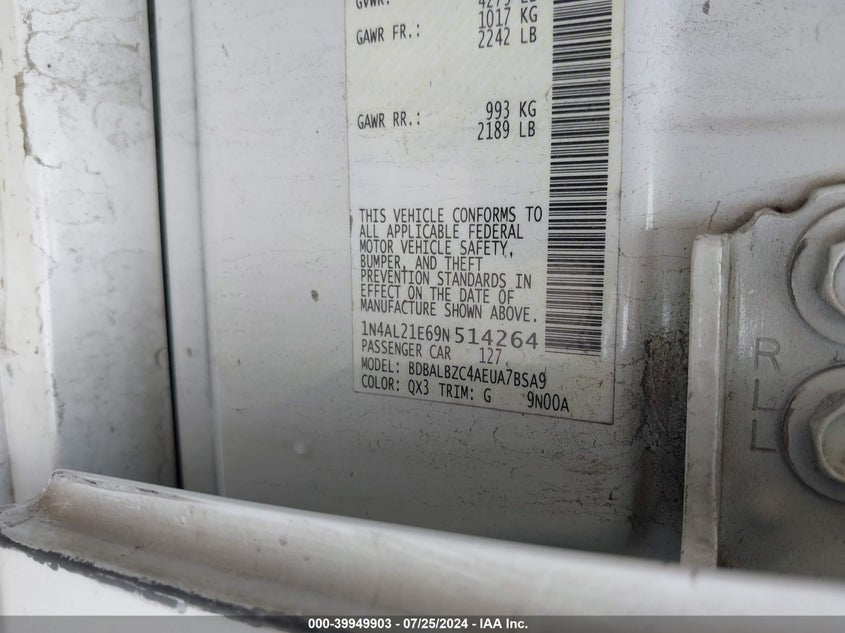 GVWR: 4275 LB
1017 KG
GAWR FR.: 2242 LB
993 KG
GAWR RR.: 2189 LB
THIS VEHICLE CONFORMS TO
ALL APPLICABLE FEDERAL
MOTOR VEHICLE SAFETY,
BUMPER, AND THEFT
PREVENTION STANDARDS IN
EFFECT ON THE DATE OF
MANUFACTURE SHOWN ABOVE.
1N4AL21E69N514264
PASSENGER CAR 127
MODEL: BDBALBZC4AEUA7BSA9
COLOR: QX3 TRIM: G 9N00A
R
L
L
000-39949903 - 07/25/2024 - IAA Inc.